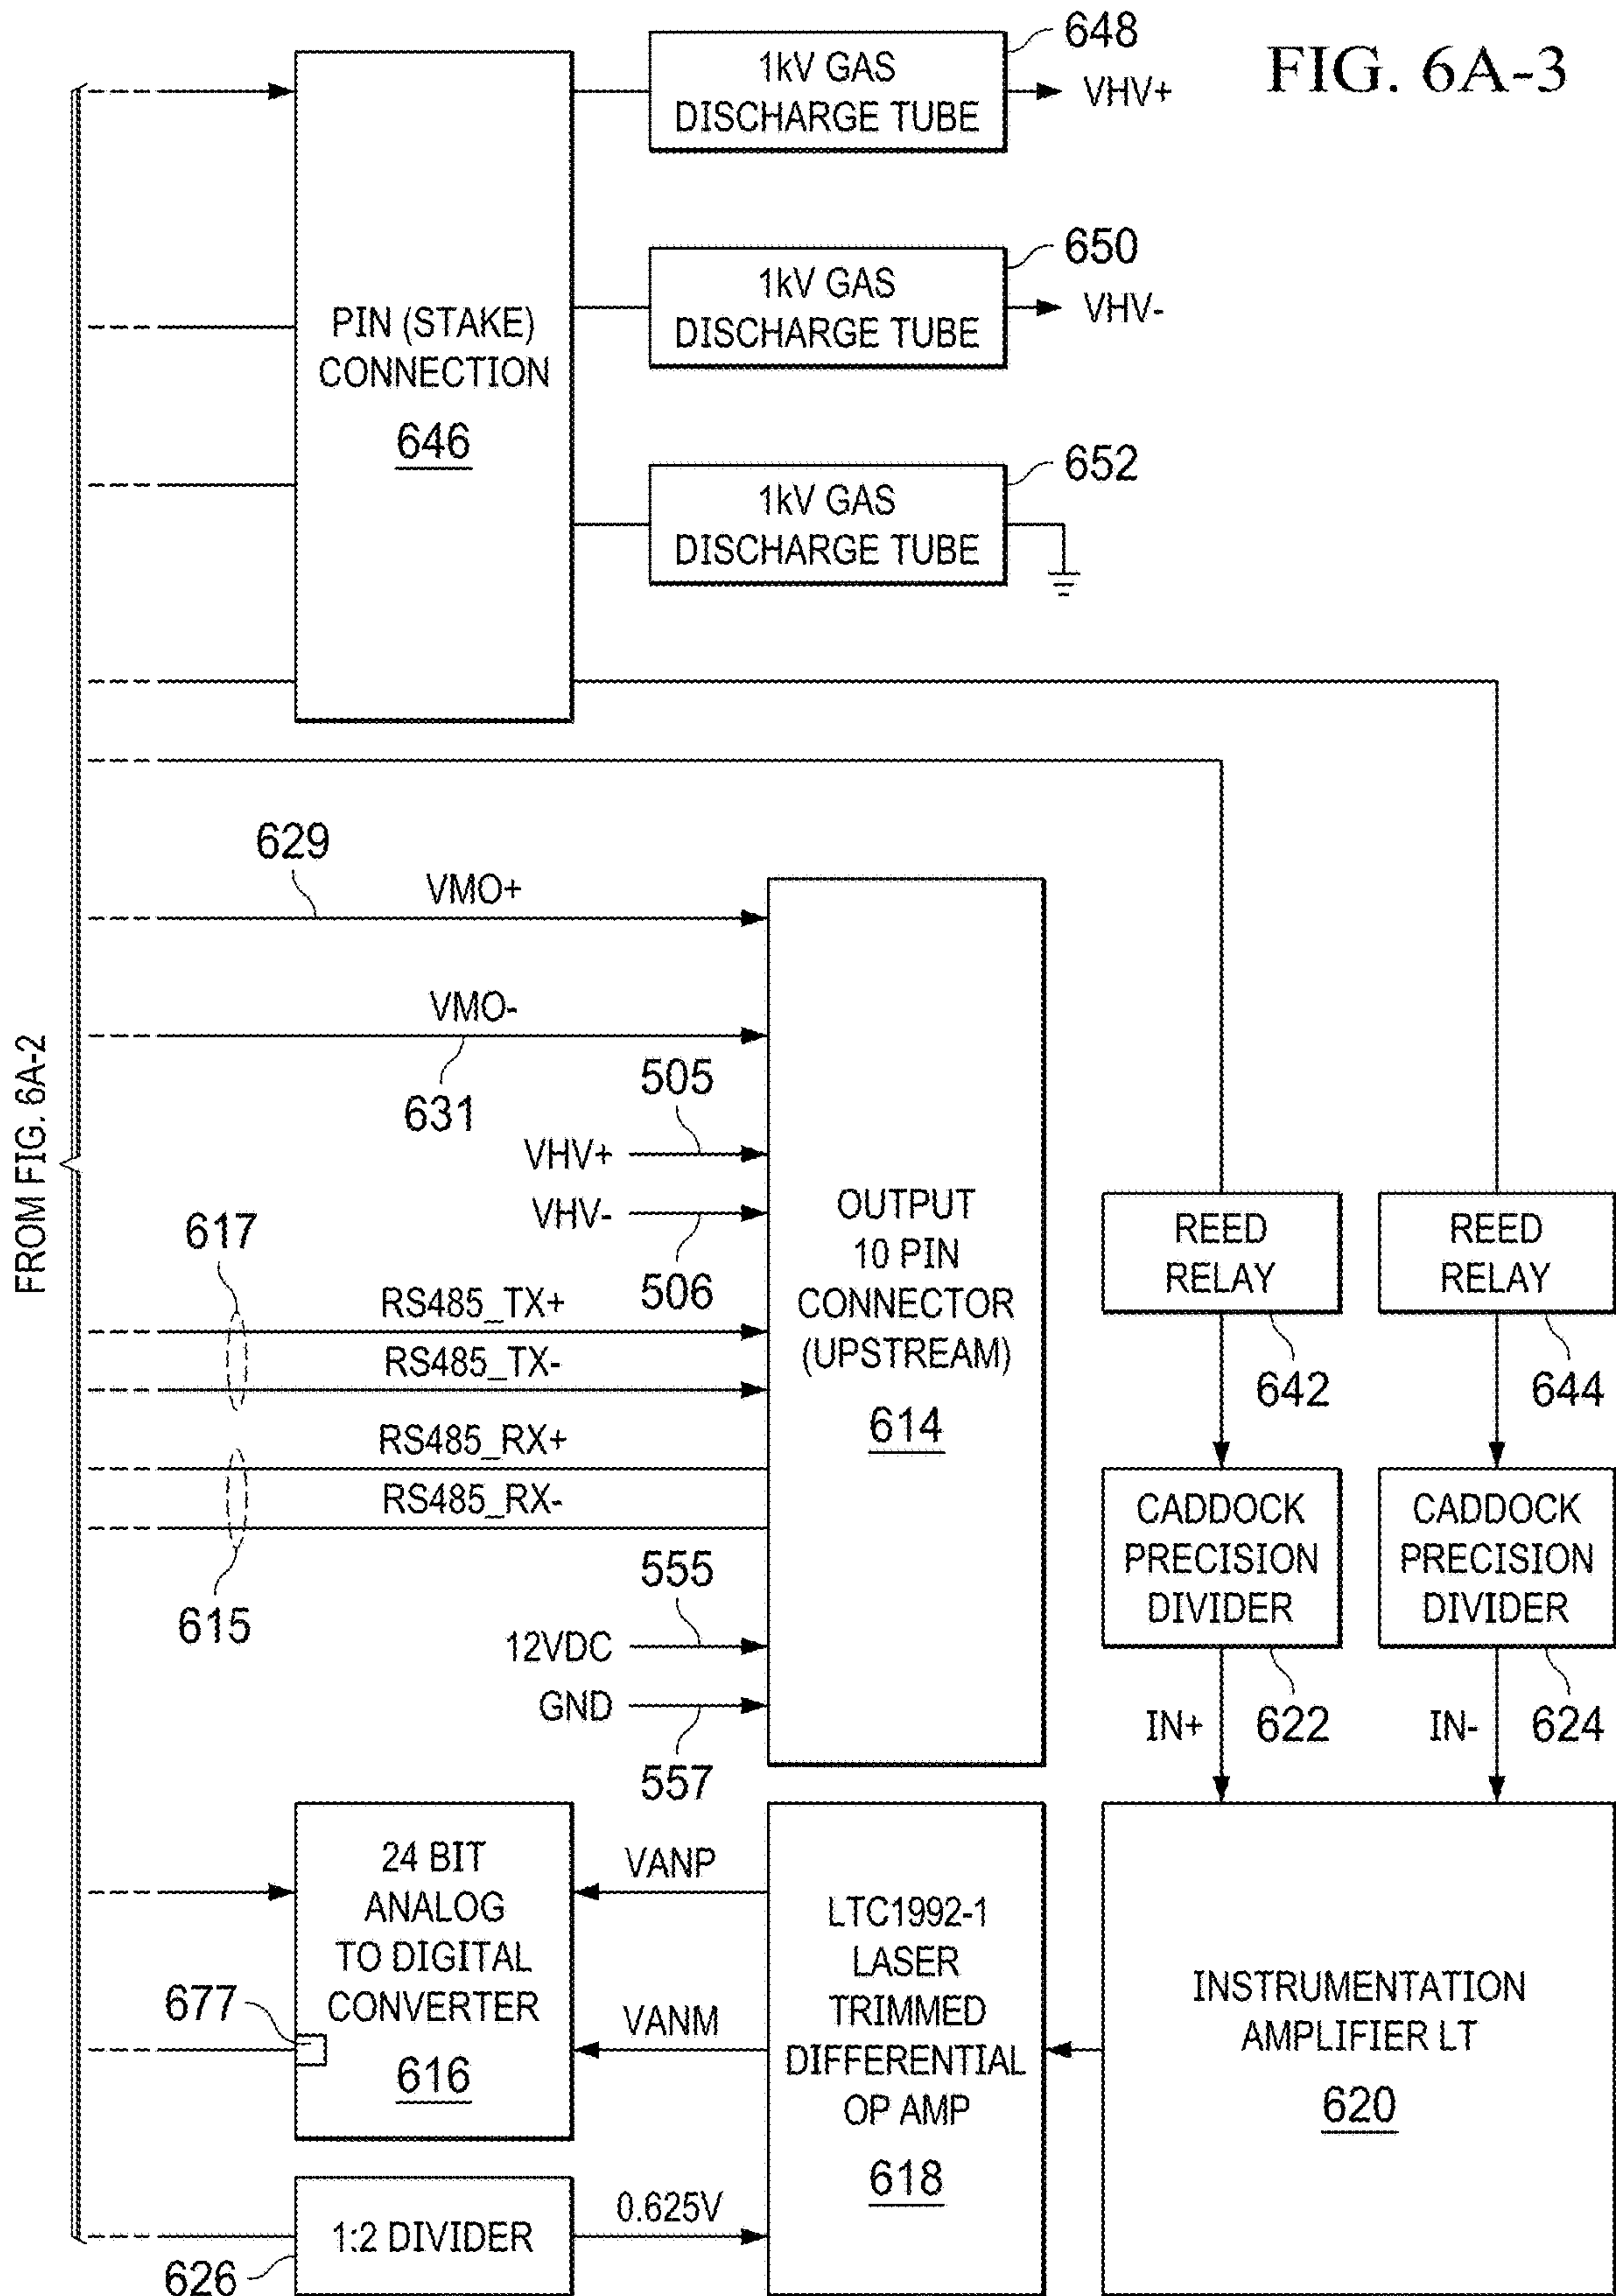 FIG. 6A-3
648
1kV GAS
DISCHARGE TUBE
VHV+
650
1kV GAS
DISCHARGE TUBE
VHV-
PIN (STAKE)
CONNECTION
646
652
1kV GAS
DISCHARGE TUBE
FROM FIG. 6A-2
629
VMO+
VMO-
631
505
VHV+
VHV-
506
617
RS485_TX+
RS485_TX-
RS485_RX+
RS485_RX-
615
555
12VDC
GND
557
OUTPUT
10 PIN
CONNECTOR
(UPSTREAM)
614
REED
RELAY
642
REED
RELAY
644
CADDOCK
PRECISION
DIVIDER
622
CADDOCK
PRECISION
DIVIDER
624
IN+
IN-
24 BIT
ANALOG
TO DIGITAL
CONVERTER
616
677
VANP
VANM
LTC1992-1
LASER
TRIMMED
DIFFERENTIAL
OP AMP
618
INSTRUMENTATION
AMPLIFIER LT
620
1:2 DIVIDER
626
0.625V